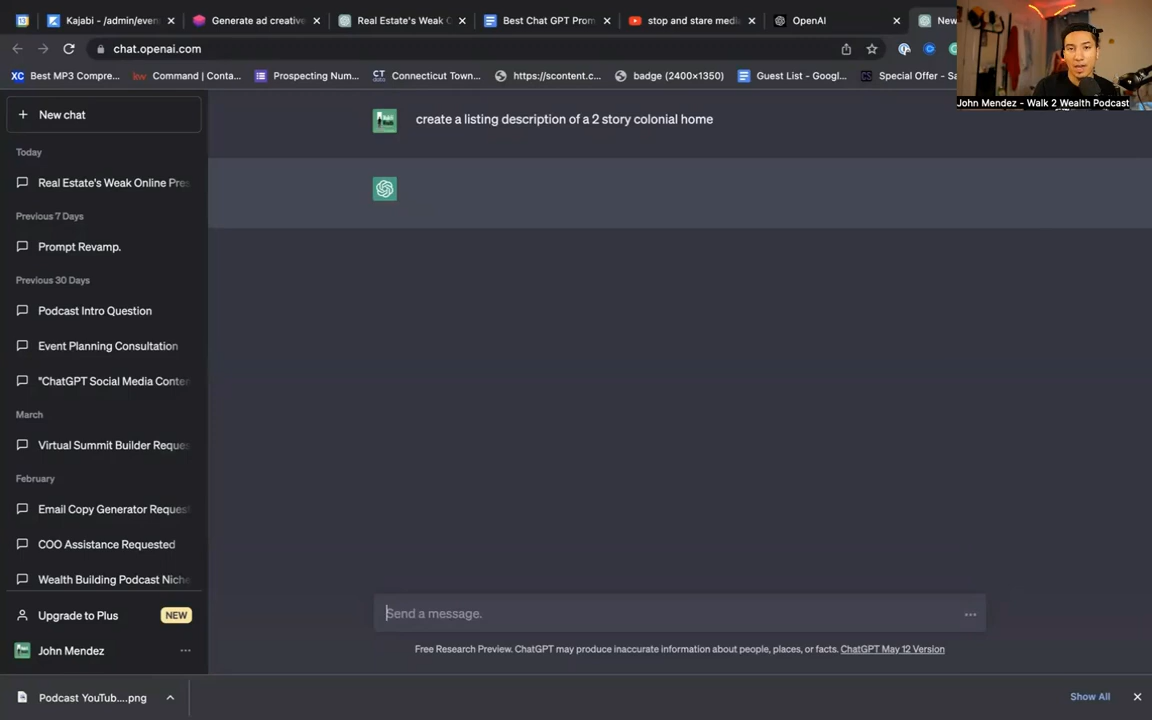 Kajabi - /admin/even
Generate ad creative
Real Estate's Weak O
Best Chat GPT Prom
stop and stare medi
OpenAI
New
chat.openai.com
Best MP3 Compre...
Command | Conta...
Prospecting Num...
Connecticut Town...
https://scontent.c...
badge (2400×1350)
Guest List - Googl...
Special Offer - Sa
John Mendez - Walk 2 Wealth Podcast
+ New chat
create a listing description of a 2 story colonial home
Today
Real Estate's Weak Online Pres
Previous 7 Days
Prompt Revamp.
Previous 30 Days
Podcast Intro Question
Event Planning Consultation
"ChatGPT Social Media Conten
March
Virtual Summit Builder Reques
February
Email Copy Generator Request
COO Assistance Requested
Wealth Building Podcast Niche
Upgrade to Plus NEW
John Mendez ...
Send a message. ...
Free Research Preview. ChatGPT may produce inaccurate information about people, places, or facts. ChatGPT May 12 Version
Podcast YouTub....png
Show All